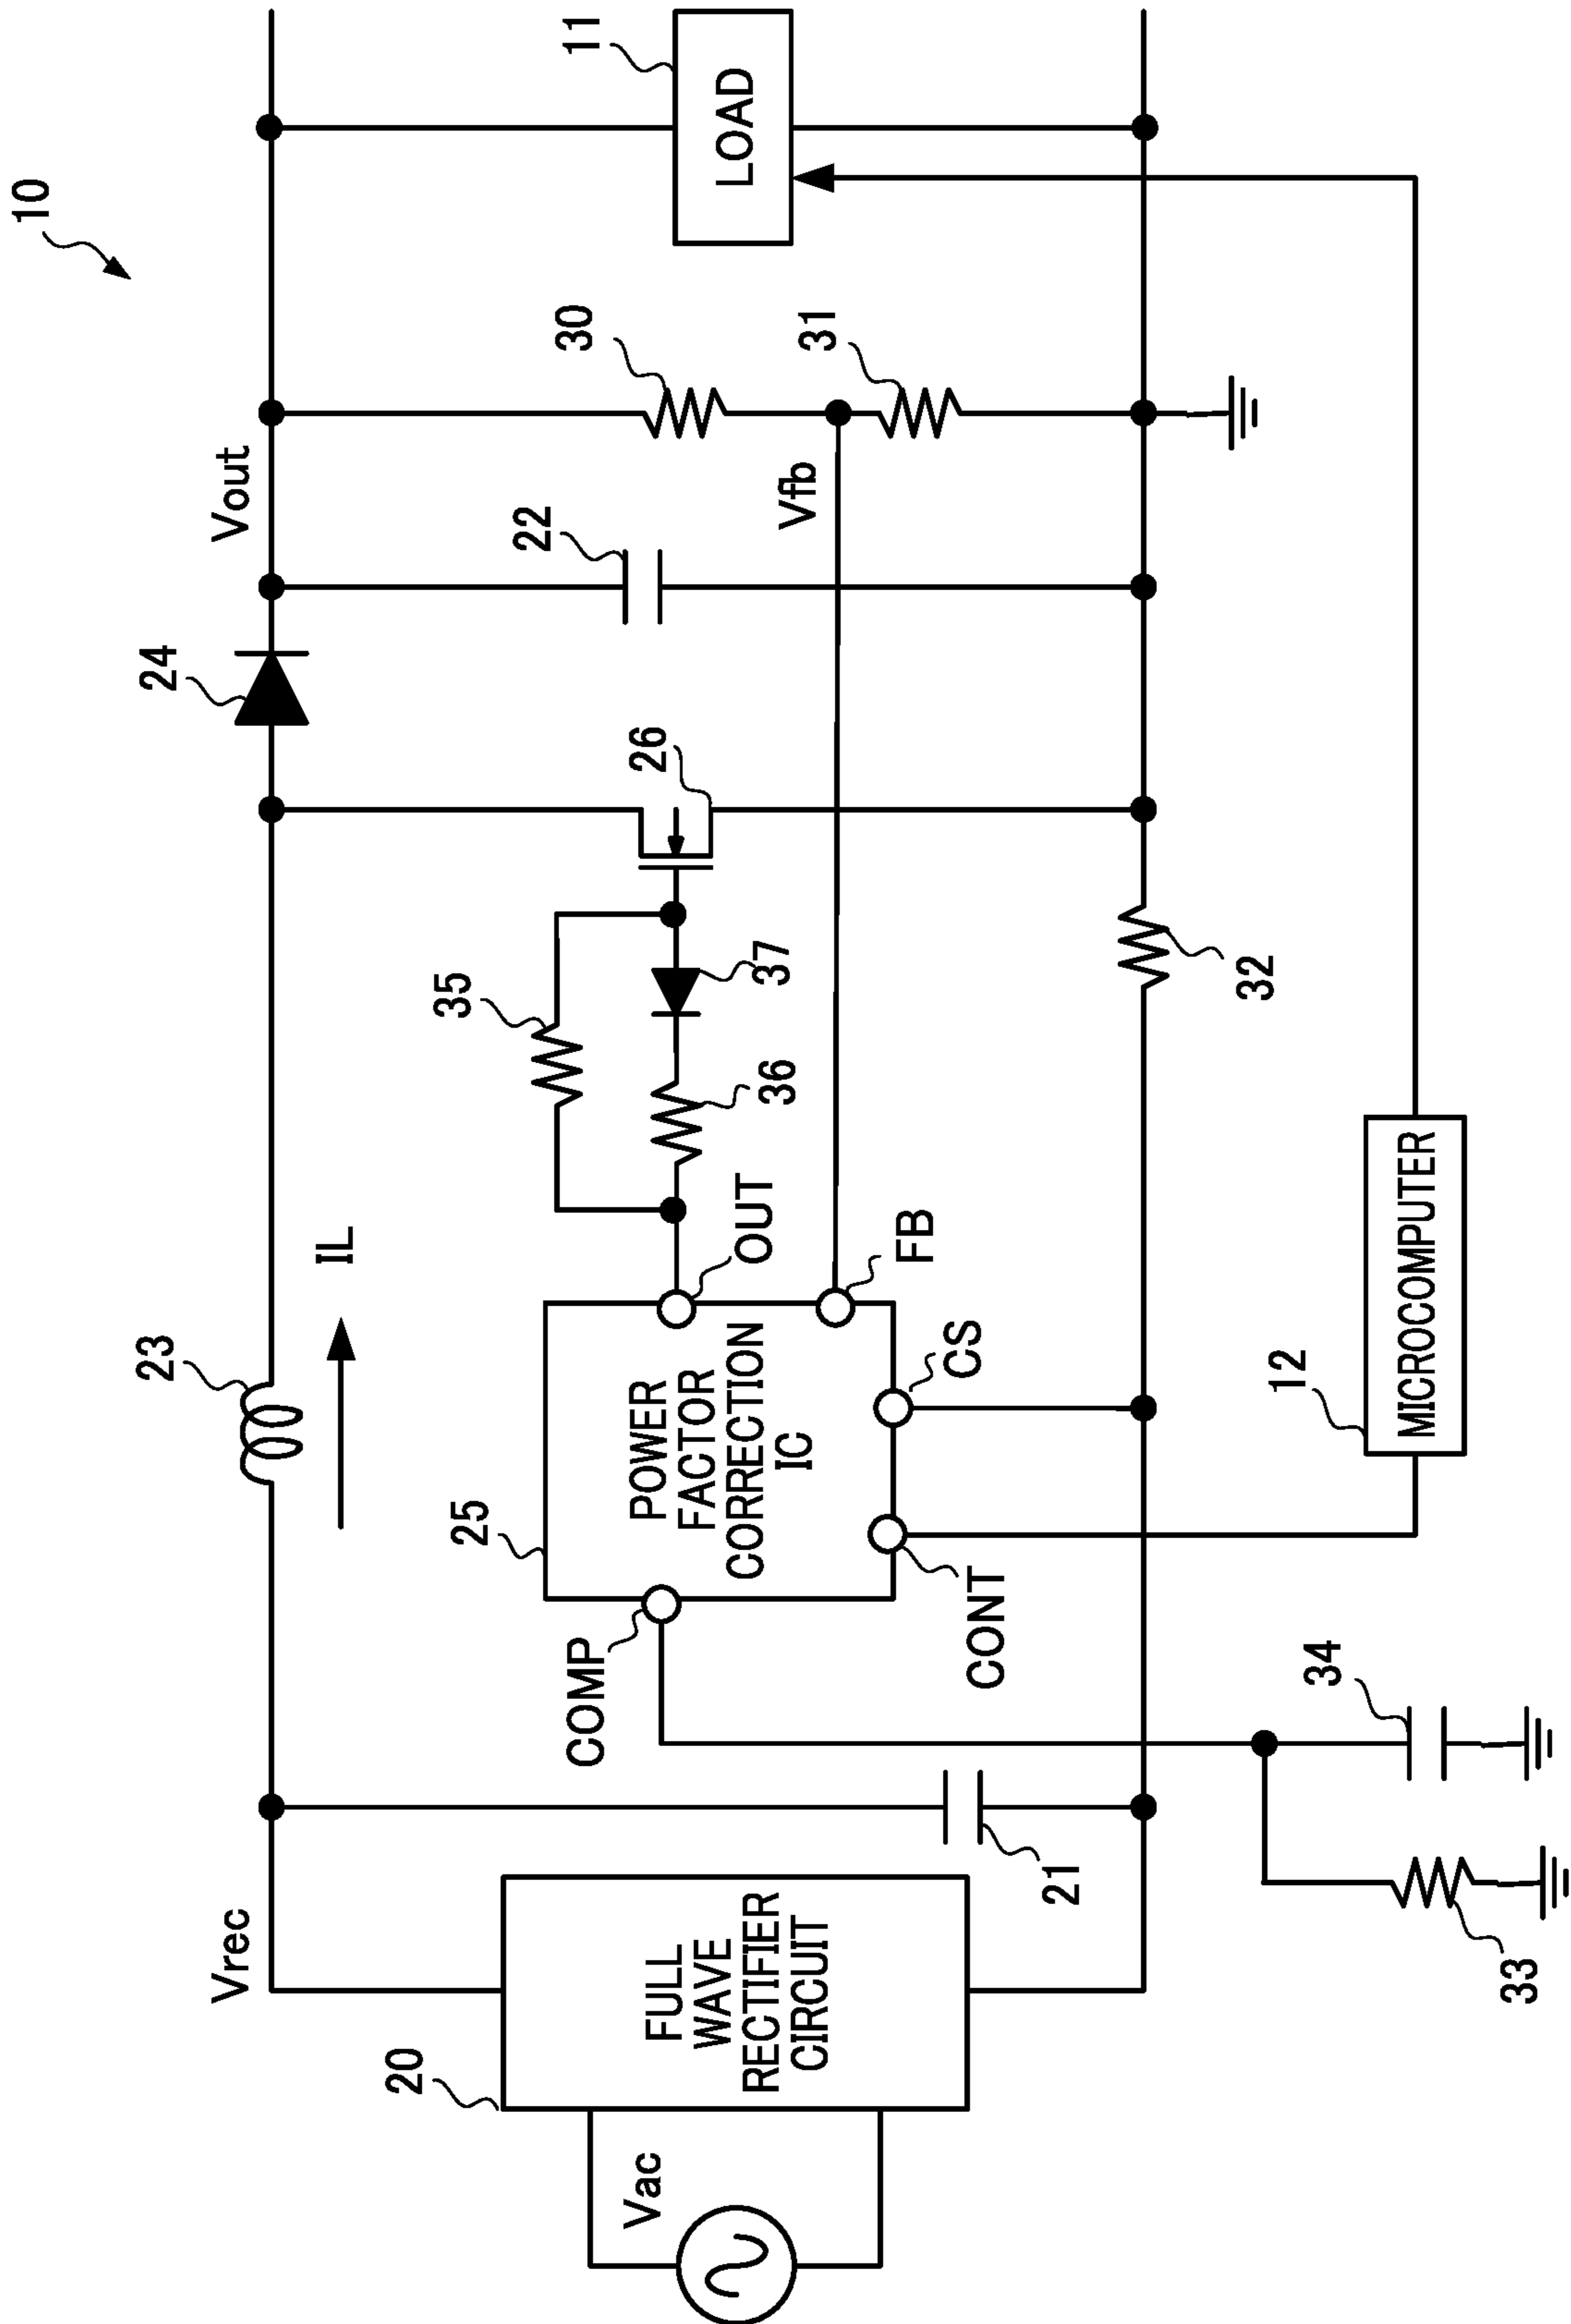 10
23
IL
24
Vout
Vrec
20
FULL
WAVE
RECTIFIER
CIRCUIT
Vac
21
COMP
25
POWER
FACTOR
CORRECTION
IC
OUT
FB
CS
CONT
35
36
37
26
22
30
31
Vfb
11
LOAD
32
33
34
12
MICROCOMPUTER